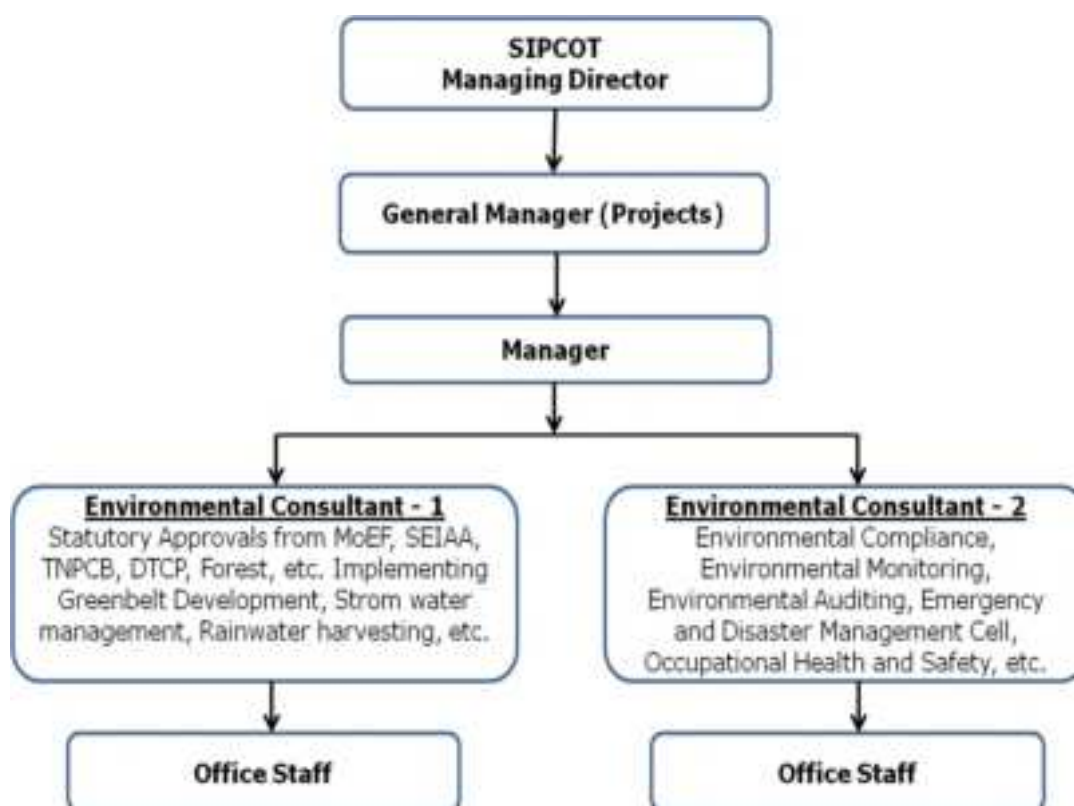 SIPCOT
Managing Director
General Manager (Projects)
Manager
Environmental Consultant - 1
Statutory Approvals from MoEF, SEIAA,
TNPCB, DTCP, Forest, etc. Implementing
Greenbelt Development, Strom water
management, Rainwater harvesting, etc.
Environmental Consultant - 2
Environmental Compliance,
Environmental Monitoring,
Environmental Auditing, Emergency
and Disaster Management Cell,
Occupational Health and Safety, etc.
Office Staff
Office Staff